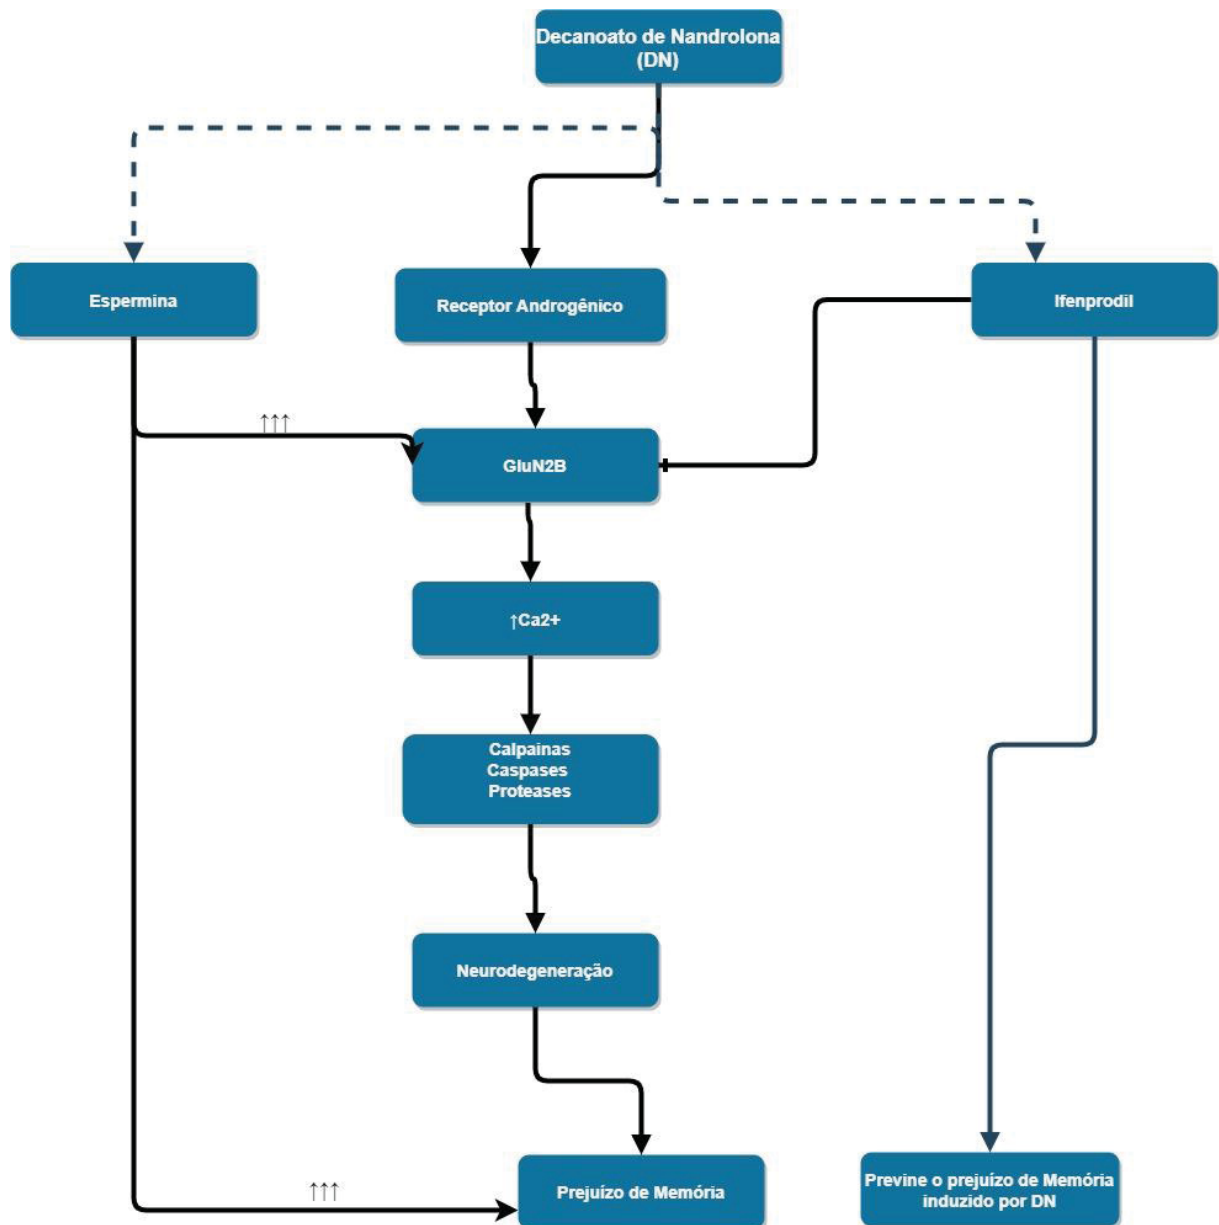 Decanoato de Nandrolona
(DN)
Espermina
Receptor Androgênico
Ifenprodil
↑↑↑
GluN2B
↑Ca2+
Calpaínas
Caspases
Proteases
Neurodegeneração
↑↑↑
Prejuízo de Memória
Previne o prejuízo de Memória
induzido por DN